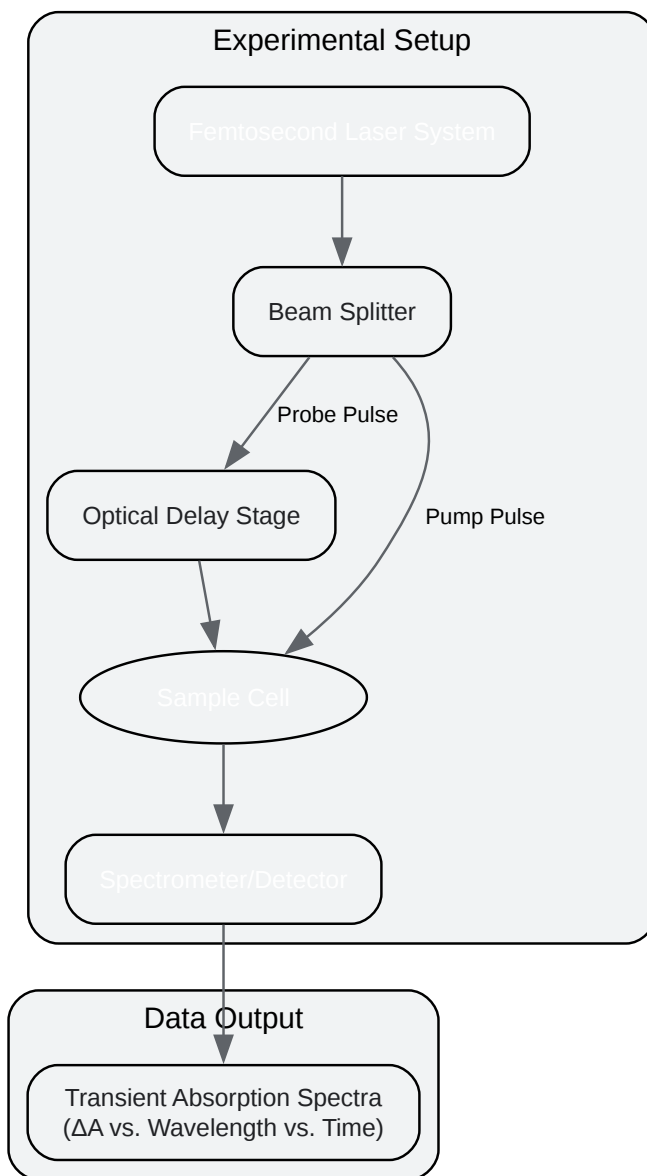 Experimental Setup
Femtosecond Laser System
Beam Splitter
Probe Pulse
Optical Delay Stage
Pump Pulse
Sample Cell
Spectrometer/Detector
Data Output
Transient Absorption Spectra
(ΔA vs. Wavelength vs. Time)